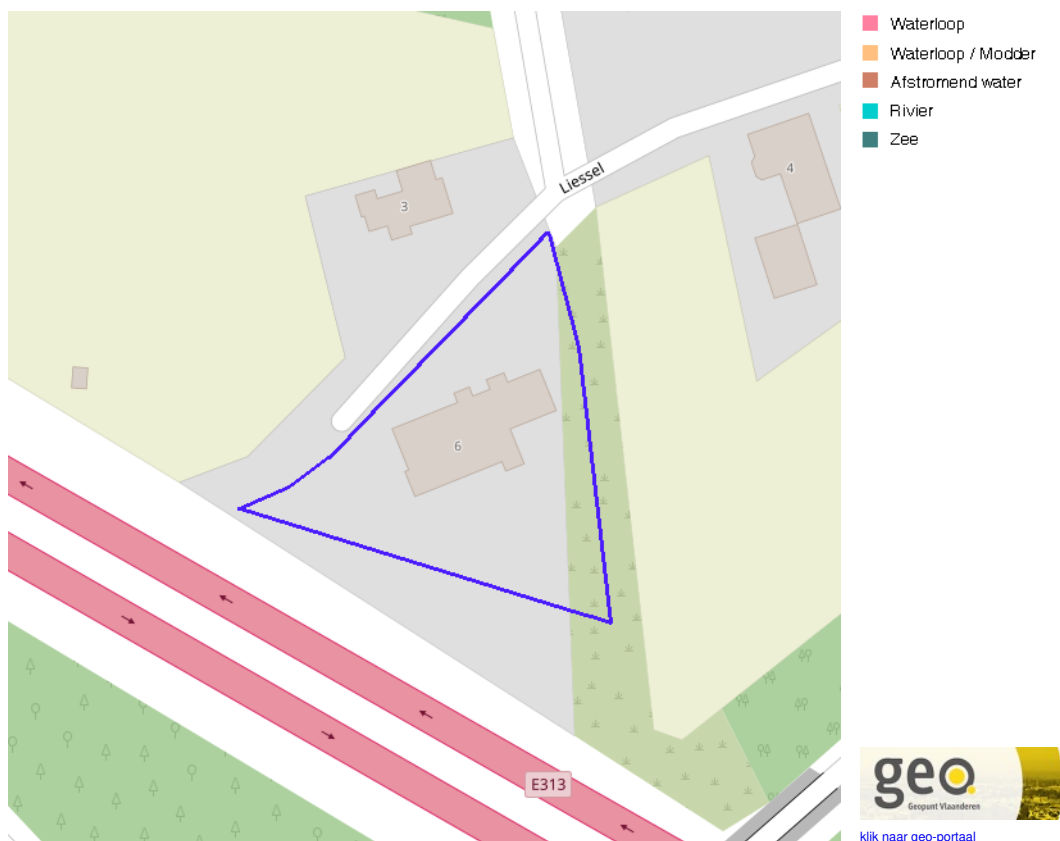 Waterloop
Waterloop / Modder
Afstromend water
Rivier
Zee
Liessel
3
4
6
E313
geo
Geopunt Vlaanderen
klik naar geo-portaal